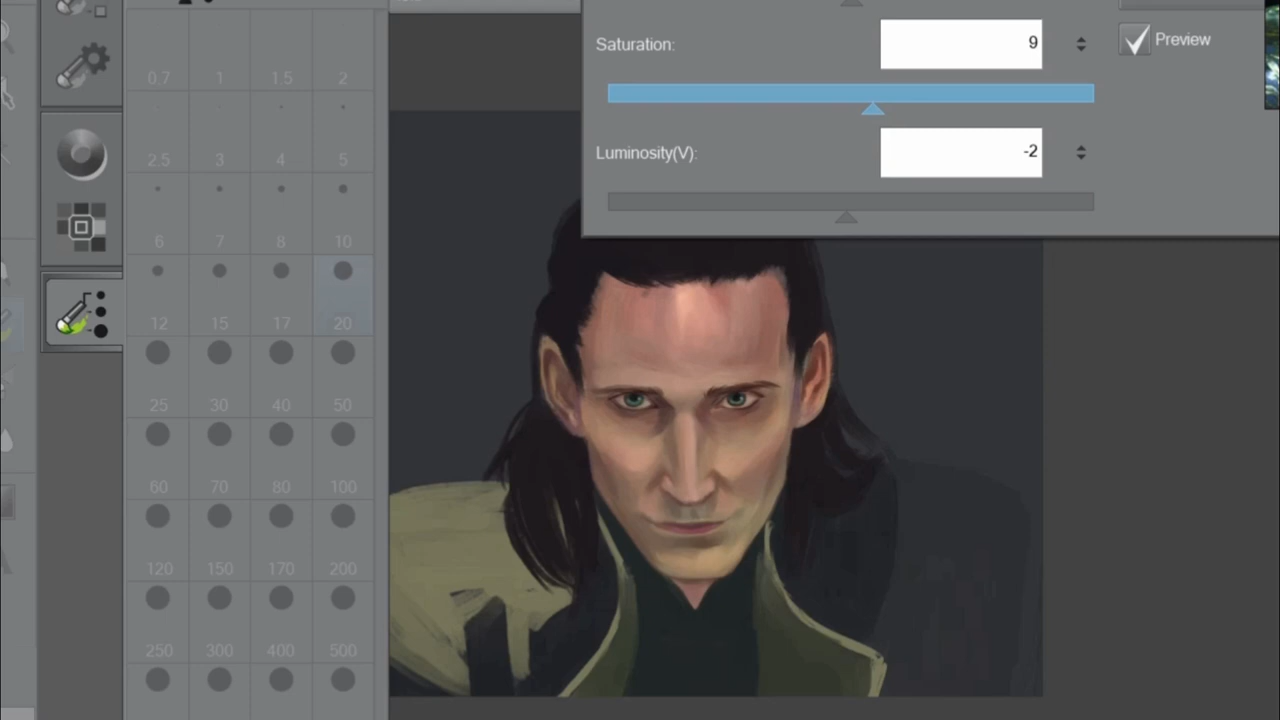 Saturation:
9
Preview
Luminosity(V):
-2
0.7 1 1.5 2
2.5 3 4 5
6 7 8 10
12 15 17 20
25 30 40 50
60 70 80 100
120 150 170 200
250 300 400 500